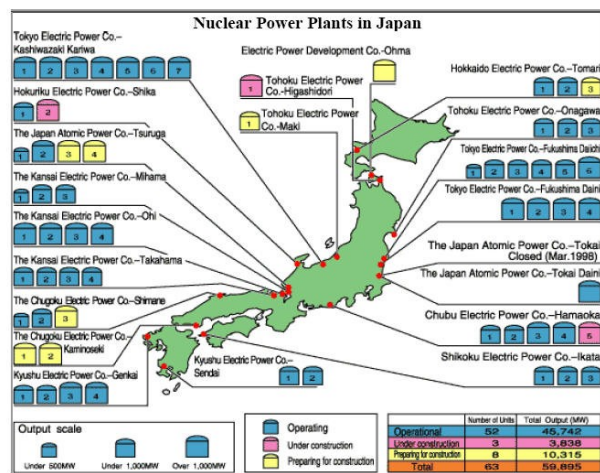 Nuclear Power Plants in Japan
Tokyo Electric Power Co.–
Kashiwazaki Kariwa
1 2 3 4 5 6 7
Hokuriku Electric Power Co.–Shika
1 2
The Japan Atomic Power Co.–Tsuruga
1 2 3 4
The Kansai Electric Power Co.–Mihama
1 2 3
The Kansai Electric Power Co.–Ohi
1 2 3 4
The Kansai Electric Power Co.–Takahama
1 2 3 4
The Chugoku Electric Power Co.–Shimane
1 2 3
The Chugoku Electric Power Co.–
Kaminoseki
1 2
Kyushu Electric Power Co.–Genkai
1 2 3 4
Electric Power Development Co.–Ohma
Tohoku Electric Power
Co.–Higashidori
1
Tohoku Electric Power
Co.–Maki
1
Kyushu Electric Power Co.–
Sendai
1 2
Hokkaido Electric Power Co.–Tomari
1 2 3
Tohoku Electric Power Co.–Onagawa
1 2 3
Tokyo Electric Power Co.–Fukushima Daiichi
1 2 3 4 5 6
Tokyo Electric Power Co.–Fukushima Daini
1 2 3 4
The Japan Atomic Power Co.–Tokai
Closed (Mar.1998)
The Japan Atomic Power Co.–Tokai Daini
Chubu Electric Power Co.–Hamaoka
1 2 3 4 5
Shikoku Electric Power Co.–Ikata
1 2 3
Output scale
Under 500MW Under 1,000MW Over 1,000MW
Operating
Under construction
Preparing for construction
Number of Units Total Output (MW)
Operational 52 45,742
Under construction 3 3,838
Preparing for construction 8 10,315
Total 63 59,895